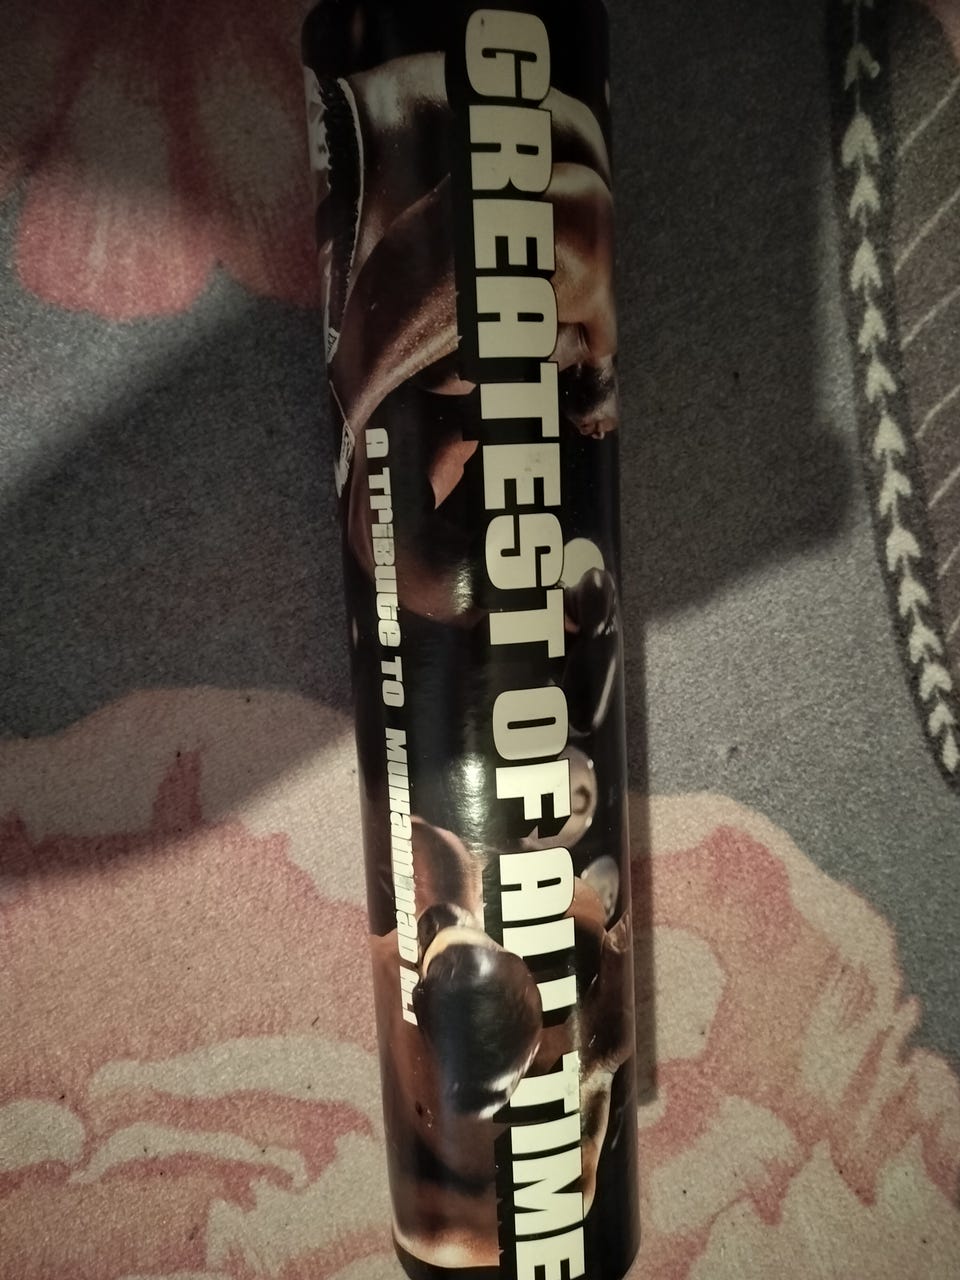 GREATEST OF ALL TIME
A TRIBUTE TO MUHAMMAD ALI